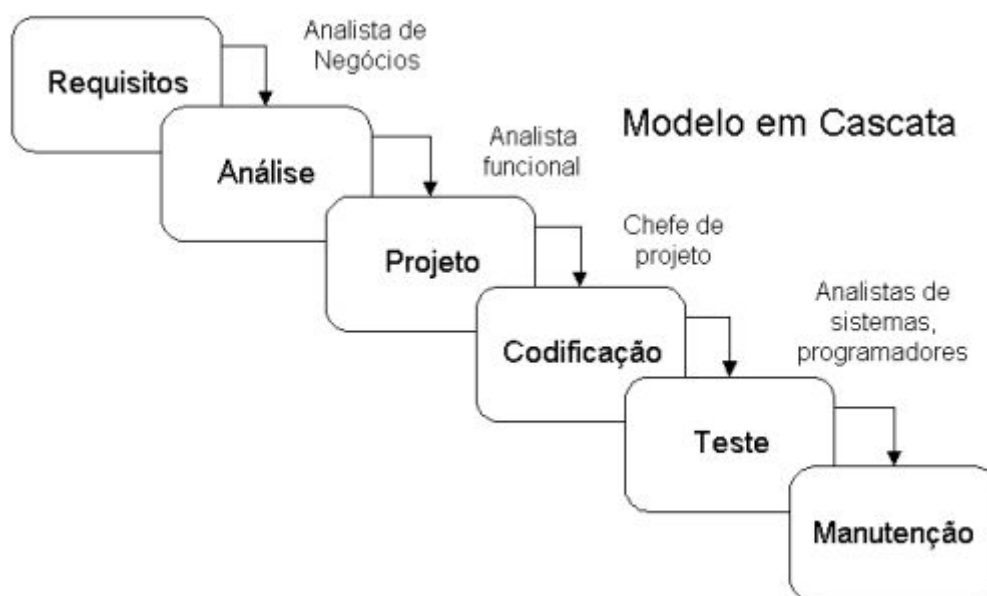 Analista de
Negócios
Requisitos
Modelo em Cascata
Analista
funcional
Análise
Chefe de
projeto
Projeto
Analistas de
sistemas,
programadores
Codificação
Teste
Manutenção